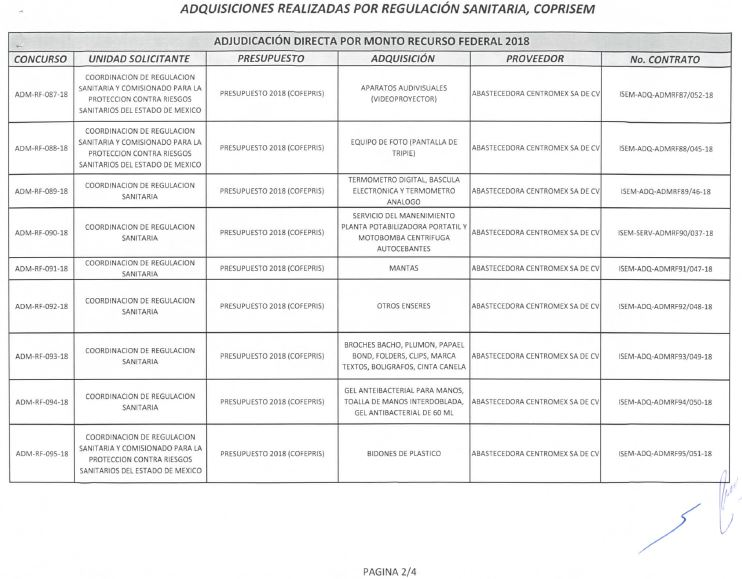 ADQUISICIONES REALIZADAS POR REGULACIÓN SANITARIA, COPRISEM
ADJUDICACIÓN DIRECTA POR MONTO RECURSO FEDERAL 2018
CONCURSO UNIDAD SOLICITANTE PRESUPUESTO ADQUISICIÓN PROVEEDOR No. CONTRATO
COORDINACION DE REGULACION
SANITARIA Y COMISIONADO PARA LA
PROTECCION CONTRA RIESGOS
SANITARIOS DEL ESTADO DE MEXICO
ADM-RF-087-18 PRESUPUESTO 2018 (COFEPRIS) APARATOS AUDIVISUALES
(VIDEOPROYECTOR) ABASTECEDORA CENTROMEX SA DE CV ISEM-ADQ-ADMRF87/052-18
COORDINACION DE REGULACION
SANITARIA Y COMISIONADO PARA LA
PROTECCION CONTRA RIESGOS
SANITARIOS DEL ESTADO DE MEXICO
ADM-RF-088-18 PRESUPUESTO 2018 (COFEPRIS) EQUIPO DE FOTO (PANTALLA DE
TRIPIE) ABASTECEDORA CENTROMEX SA DE CV ISEM-ADQ-ADMRF88/045-18
ADM-RF-089-18 COORDINACION DE REGULACION
SANITARIA PRESUPUESTO 2018 (COFEPRIS) TERMOMETRO DIGITAL, BASCULA
ELECTRONICA Y TERMOMETRO
ANALOGO ABASTECEDORA CENTROMEX SA DE CV ISEM-ADQ-ADMRF89/46-18
ADM-RF-090-18 COORDINACION DE REGULACION
SANITARIA PRESUPUESTO 2018 (COFEPRIS) SERVICIO DEL MANENIMIENTO
PLANTA POTABILIZADORA PORTATIL Y
MOTOBOMBA CENTRIFUGA
AUTOCEBANTES ABASTECEDORA CENTROMEX SA DE CV ISEM-SERV-ADMRF90/037-18
ADM-RF-091-18 COORDINACION DE REGULACION
SANITARIA PRESUPUESTO 2018 (COFEPRIS) MANTAS ABASTECEDORA CENTROMEX SA DE CV ISEM-ADQ-ADMRF91/047-18
ADM-RF-092-18 COORDINACION DE REGULACION
SANITARIA PRESUPUESTO 2018 (COFEPRIS) OTROS ENSERES ABASTECEDORA CENTROMEX SA DE CV ISEM-ADQ-ADMRF92/048-18
ADM-RF-093-18 COORDINACION DE REGULACION
SANITARIA PRESUPUESTO 2018 (COFEPRIS) BROCHES BACHO, PLUMON, PAPAEL
BOND, FOLDERS, CLIPS, MARCA
TEXTOS, BOLIGRAFOS, CINTA CANELA ABASTECEDORA CENTROMEX SA DE CV ISEM-ADQ-ADMRF93/049-18
ADM-RF-094-18 COORDINACION DE REGULACION
SANITARIA PRESUPUESTO 2018 (COFEPRIS) GEL ANTEIBACTERIAL PARA MANOS,
TOALLA DE MANOS INTERDOBLADA,
GEL ANTIBACTERIAL DE 60 ML ABASTECEDORA CENTROMEX SA DE CV ISEM-ADQ-ADMRF94/050-18
COORDINACION DE REGULACION
SANITARIA Y COMISIONADO PARA LA
PROTECCION CONTRA RIESGOS
SANITARIOS DEL ESTADO DE MEXICO
ADM-RF-095-18 PRESUPUESTO 2018 (COFEPRIS) BIDONES DE PLASTICO ABASTECEDORA CENTROMEX SA DE CV ISEM-ADQ-ADMRF95/051-18
PAGINA 2/4